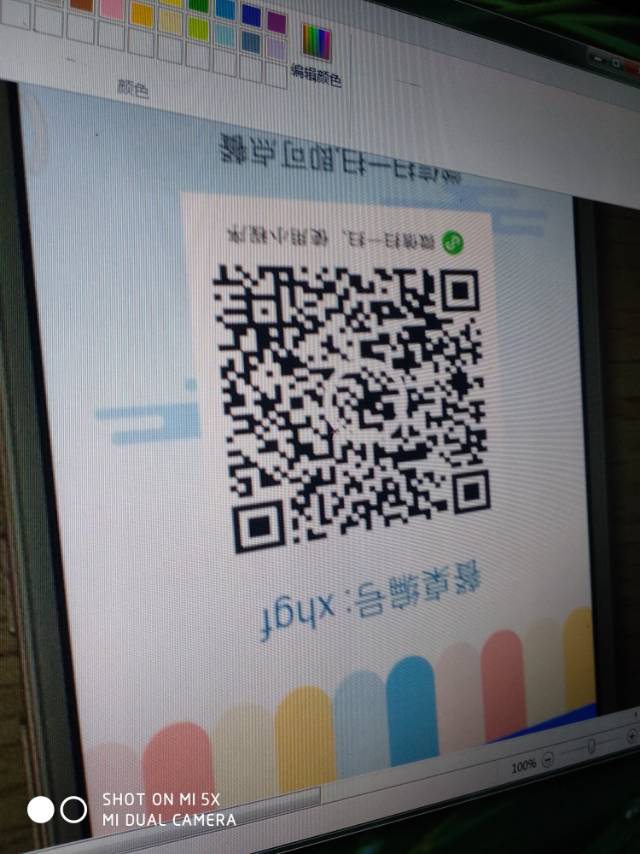 编辑颜色
颜色
微信扫一扫,即可点餐
微信扫一扫,使用小程序
餐桌编号:xhgf
100%
SHOT ON MI 5X
MI DUAL CAMERA